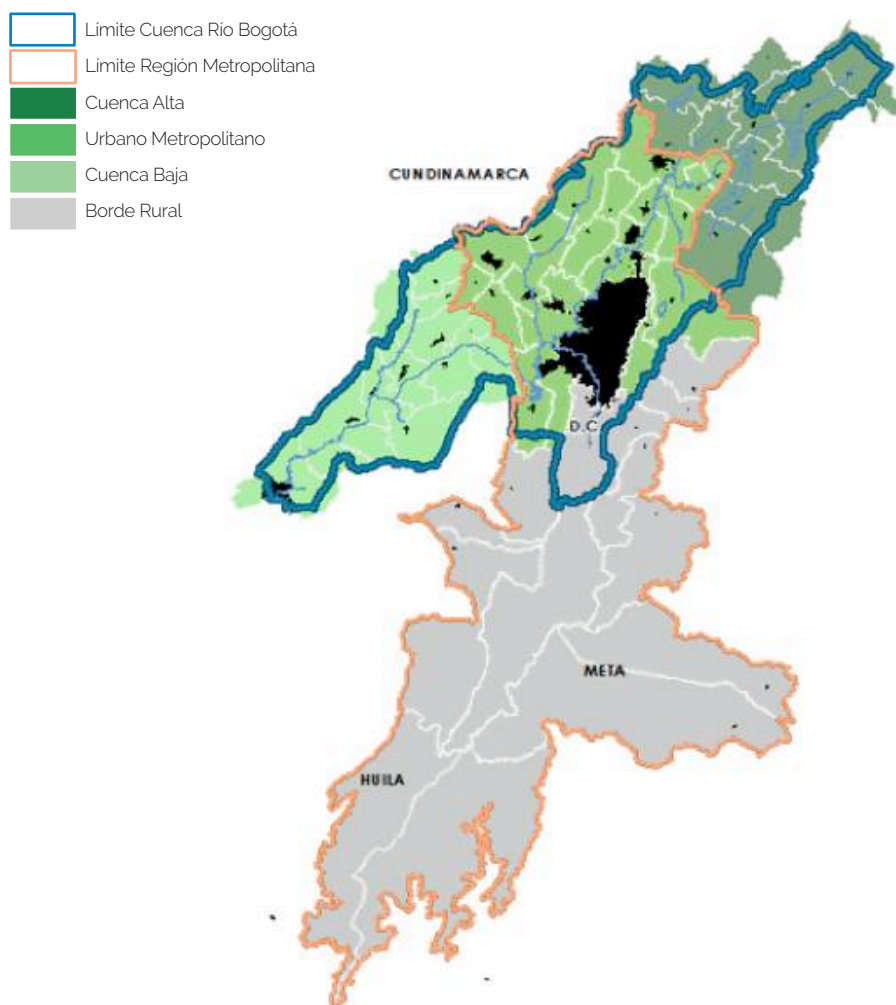 Límite Cuenca Río Bogotá
Límite Región Metropolitana
Cuenca Alta
Urbano Metropolitano
Cuenca Baja
Borde Rural
CUNDINAMARCA
D.C.
META
HUILA